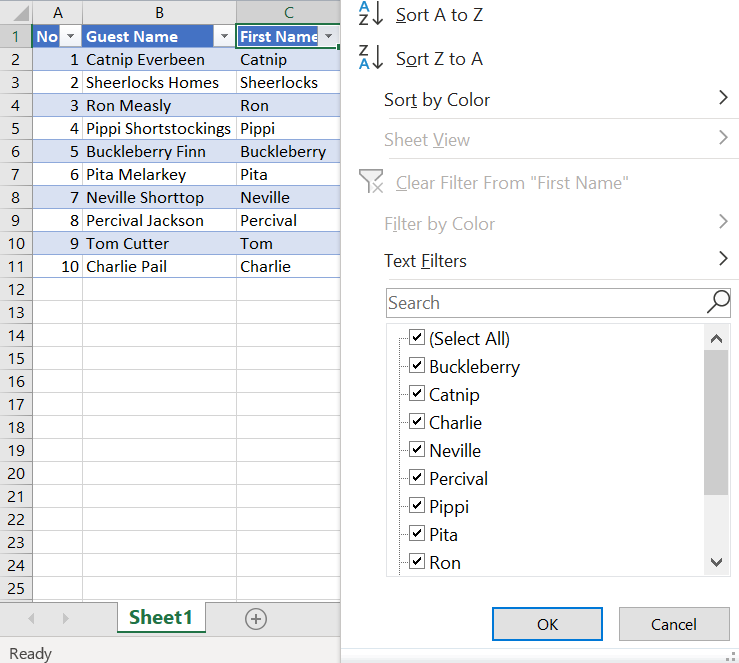 A B C
1 No Guest Name First Name
2 1 Catnip Everbeen Catnip
3 2 Sheerlocks Homes Sheerlocks
4 3 Ron Measly Ron
5 4 Pippi Shortstockings Pippi
6 5 Buckleberry Finn Buckleberry
7 6 Pita Melarkey Pita
8 7 Neville Shorttop Neville
9 8 Percival Jackson Percival
10 9 Tom Cutter Tom
11 10 Charlie Pail Charlie
12
13
14
15
16
17
18
19
20
21
22
23
24
25
Sheet1
Ready
A Z Sort A to Z
Z A Sort Z to A
Sort by Color
Sheet View
Clear Filter From "First Name"
Filter by Color
Text Filters
Search
(Select All)
Buckleberry
Catnip
Charlie
Neville
Percival
Pippi
Pita
Ron
OK Cancel